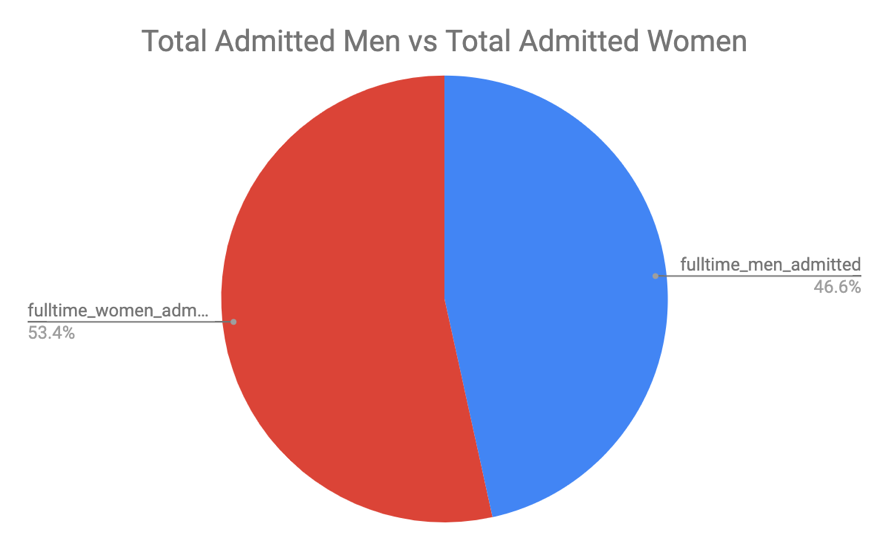 Total Admitted Men vs Total Admitted Women
fulltime_men_admitted
46.6%
fulltime_women_adm...
53.4%